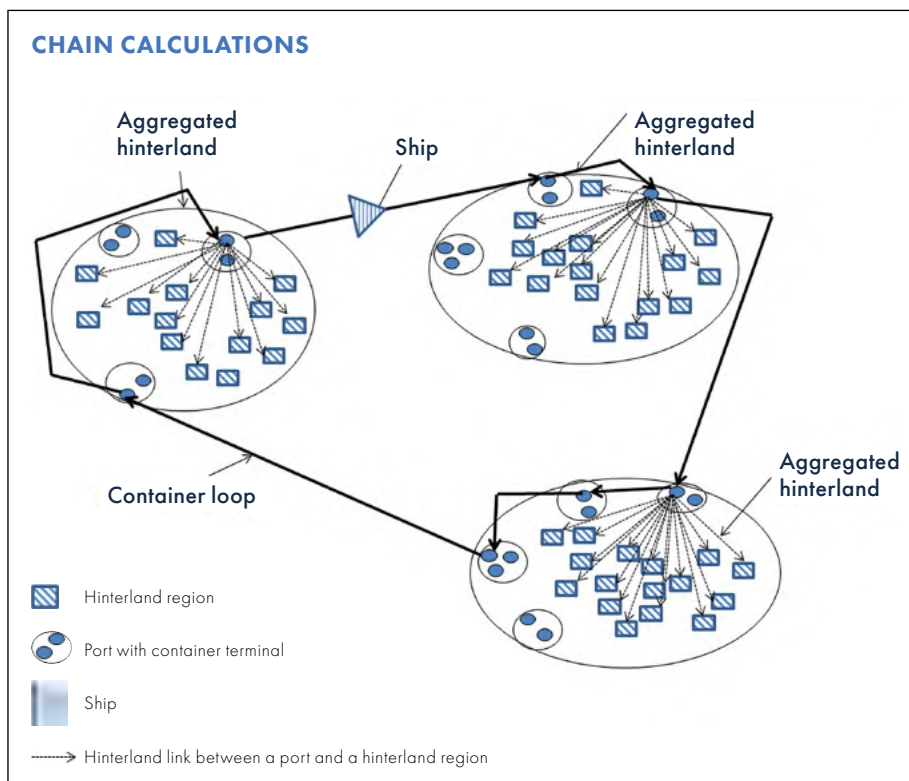 CHAIN CALCULATIONS
Aggregated
hinterland
Ship
Aggregated
hinterland
Container loop
Aggregated
hinterland
Hinterland region
Port with container terminal
Ship
Hinterland link between a port and a hinterland region